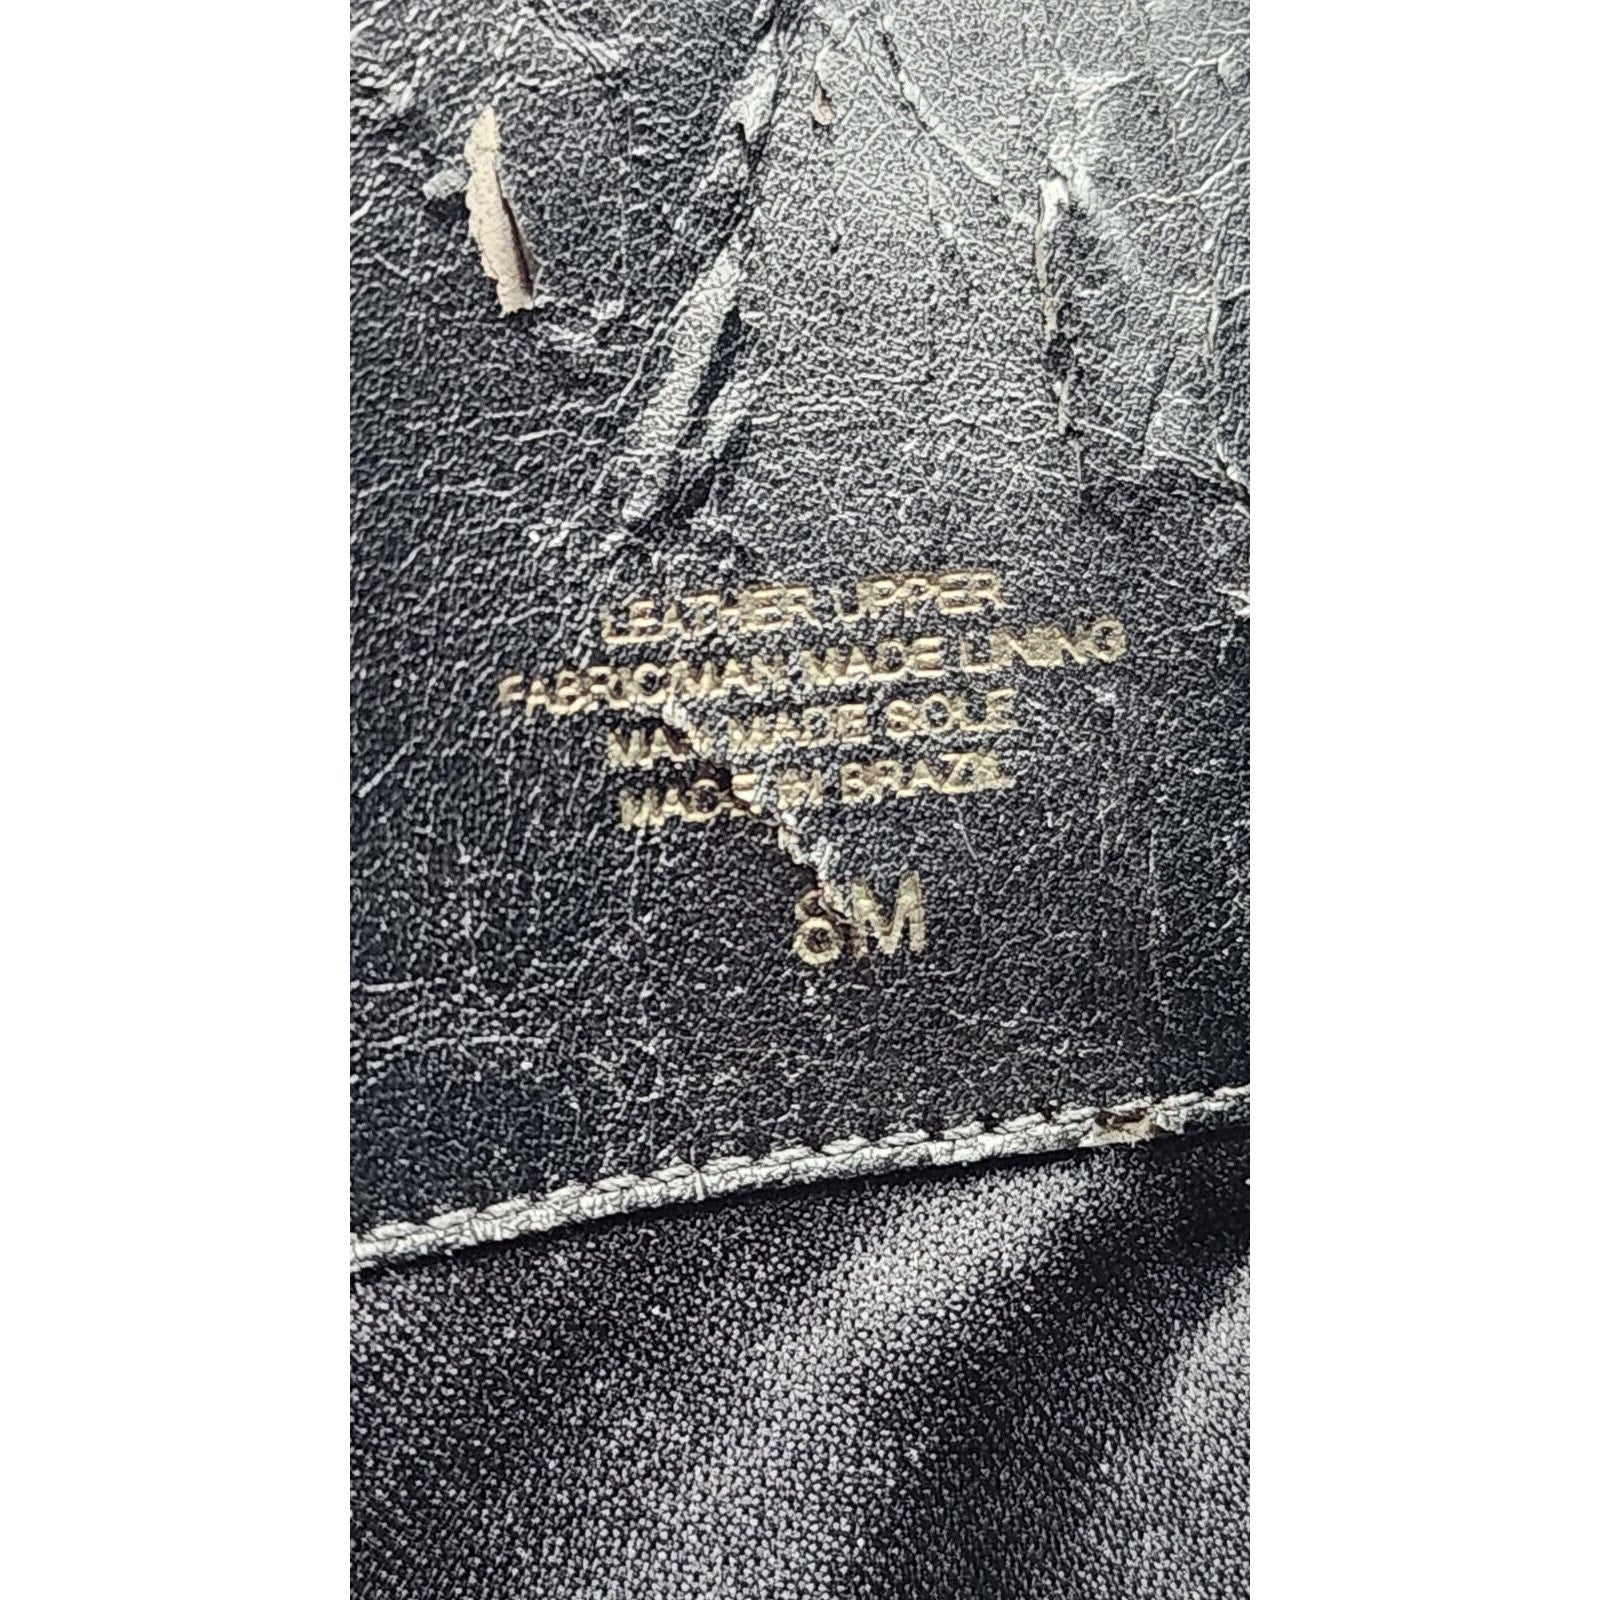 LEATHER UPPER
FABRIC/MAN MADE LINING
MAN MADE SOLE
MADE IN BRAZIL
8M